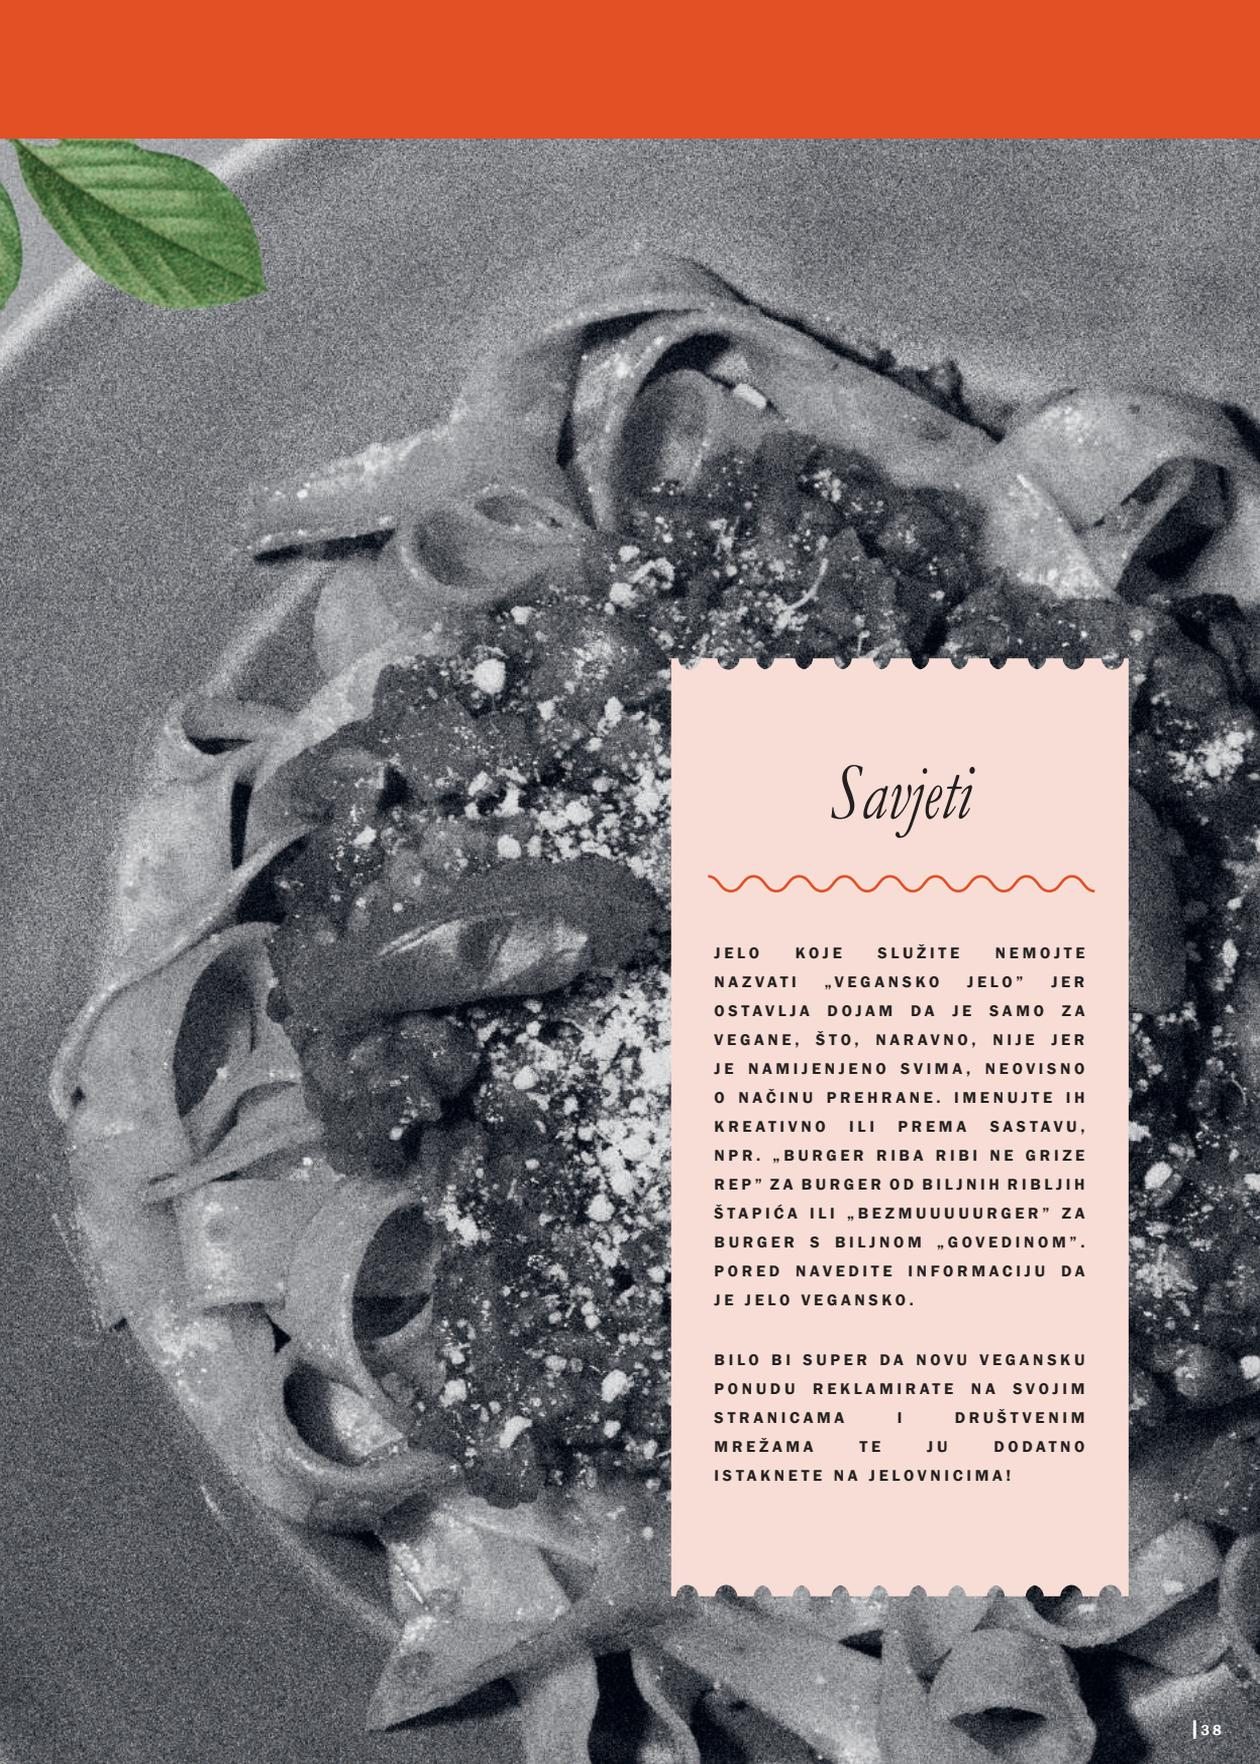 Savjeti
JELO KOJE SLUŽITE NEMOJTE
NAZVATI „VEGANSKO JELO” JER
OSTAVLJA DOJAM DA JE SAMO ZA
VEGANE, ŠTO, NARAVNO, NIJE JER
JE NAMIJENJENO SVIMA, NEOVISNO
O NAČINU PREHRANE. IMENUJTE IH
KREATIVNO ILI PREMA SASTAVU,
NPR. „BURGER RIBA RIBI NE GRIZE
REP” ZA BURGER OD BILJNIH RIBLJIH
ŠTAPIĆA ILI „BEZMUUUUURGER” ZA
BURGER S BILJNOM „GOVEDINOM”.
PORED NAVEDITE INFORMACIJU DA
JE JELO VEGANSKO.
BILO BI SUPER DA NOVU VEGANSKU
PONUDU REKLAMIRATE NA SVOJIM
STRANICAMA I DRUŠTVENIM
MREŽAMA TE JU DODATNO
ISTAKNETE NA JELOVNICIMA!
|38